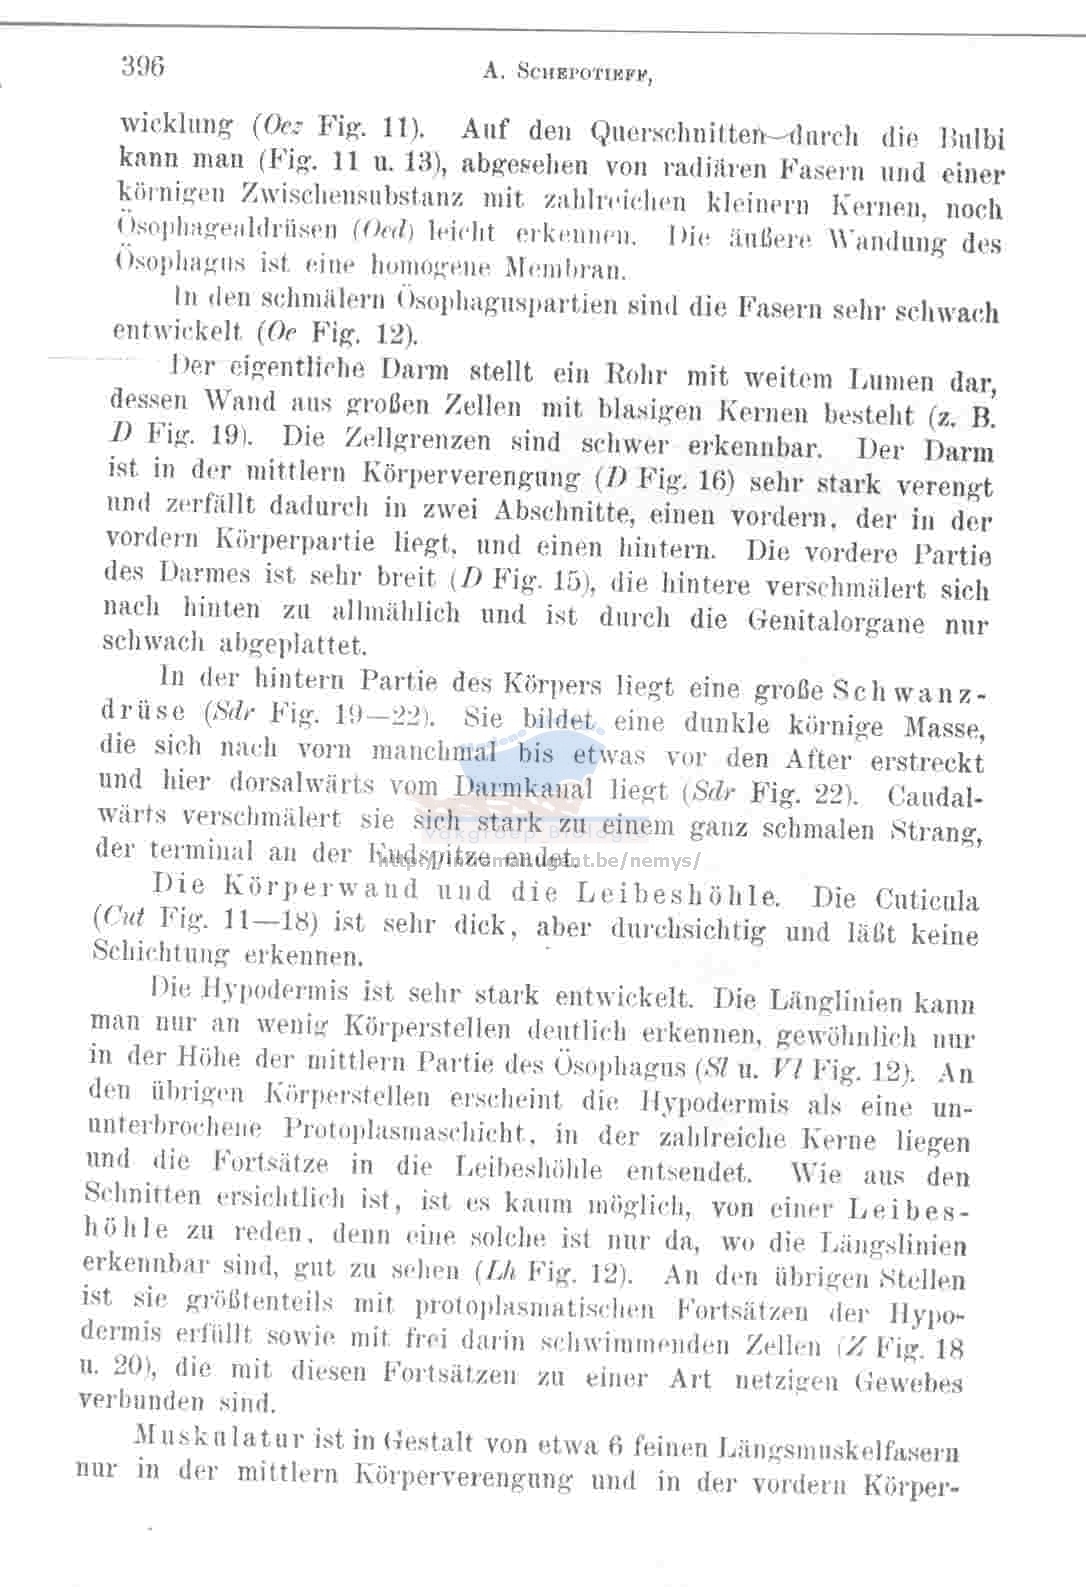 396
A. Schepotieff,
wicklung (Oez Fig. 11). Auf den Querschnitten durch die Bulbi
kann man (Fig. 11 u. 13), abgesehen von radiären Fasern und einer
körnigen Zwischensubstanz mit zahlreichen kleinern Kernen, noch
Ösophagealdrüsen (Oed) leicht erkennen. Die äußere Wandung des
Ösophagus ist eine homogene Membran.
In den schmälern Ösophaguspartien sind die Fasern sehr schwach
entwickelt (Oe Fig. 12).
Der eigentliche Darm stellt ein Rohr mit weitem Lumen dar,
dessen Wand aus großen Zellen mit blasigen Kernen besteht (z. B.
D Fig. 19). Die Zellgrenzen sind schwer erkennbar. Der Darm
ist in der mittlern Körperverengung (D Fig. 16) sehr stark verengt
und zerfällt dadurch in zwei Abschnitte, einen vordern, der in der
vordern Körperpartie liegt, und einen hintern. Die vordere Partie
des Darmes ist sehr breit (D Fig. 15), die hintere verschmälert sich
nach hinten zu allmählich und ist durch die Genitalorgane nur
schwach abgeplattet.
In der hintern Partie des Körpers liegt eine große Schwanz-
drüse (Sdr Fig. 19—22). Sie bildet eine dunkle körnige Masse,
die sich nach vorn manchmal bis etwas vor den After erstreckt
und hier dorsalwärts vom Darmkanal liegt (Sdr Fig. 22). Caudal-
wärts verschmälert sie sich stark zu einem ganz schmalen Strang,
Vakgroep Biologie
der terminal an der Endspitze endet.
http://intramar.ugent.be/nemys/
Die Körperwand und die Leibeshöhle. Die Cuticula
(Cut Fig. 11—18) ist sehr dick, aber durchsichtig und läßt keine
Schichtung erkennen.
Die Hypodermis ist sehr stark entwickelt. Die Länglinien kann
man nur an wenig Körperstellen deutlich erkennen, gewöhnlich nur
in der Höhe der mittlern Partie des Ösophagus (Sl u. Vl Fig. 12). An
den übrigen Körperstellen erscheint die Hypodermis als eine un-
unterbrochene Protoplasmaschicht, in der zahlreiche Kerne liegen
und die Fortsätze in die Leibeshöhle entsendet. Wie aus den
Schnitten ersichtlich ist, ist es kaum möglich, von einer Leibes-
höhle zu reden, denn eine solche ist nur da, wo die Längslinien
erkennbar sind, gut zu sehen (Lh Fig. 12). An den übrigen Stellen
ist sie größtenteils mit protoplasmatischen Fortsätzen der Hypo-
dermis erfüllt sowie mit frei darin schwimmenden Zellen (Z Fig. 18
u. 20), die mit diesen Fortsätzen zu einer Art netzigen Gewebes
verbunden sind.
Muskulatur ist in Gestalt von etwa 6 feinen Längsmuskelfasern
nur in der mittlern Körperverengung und in der vordern Körper-